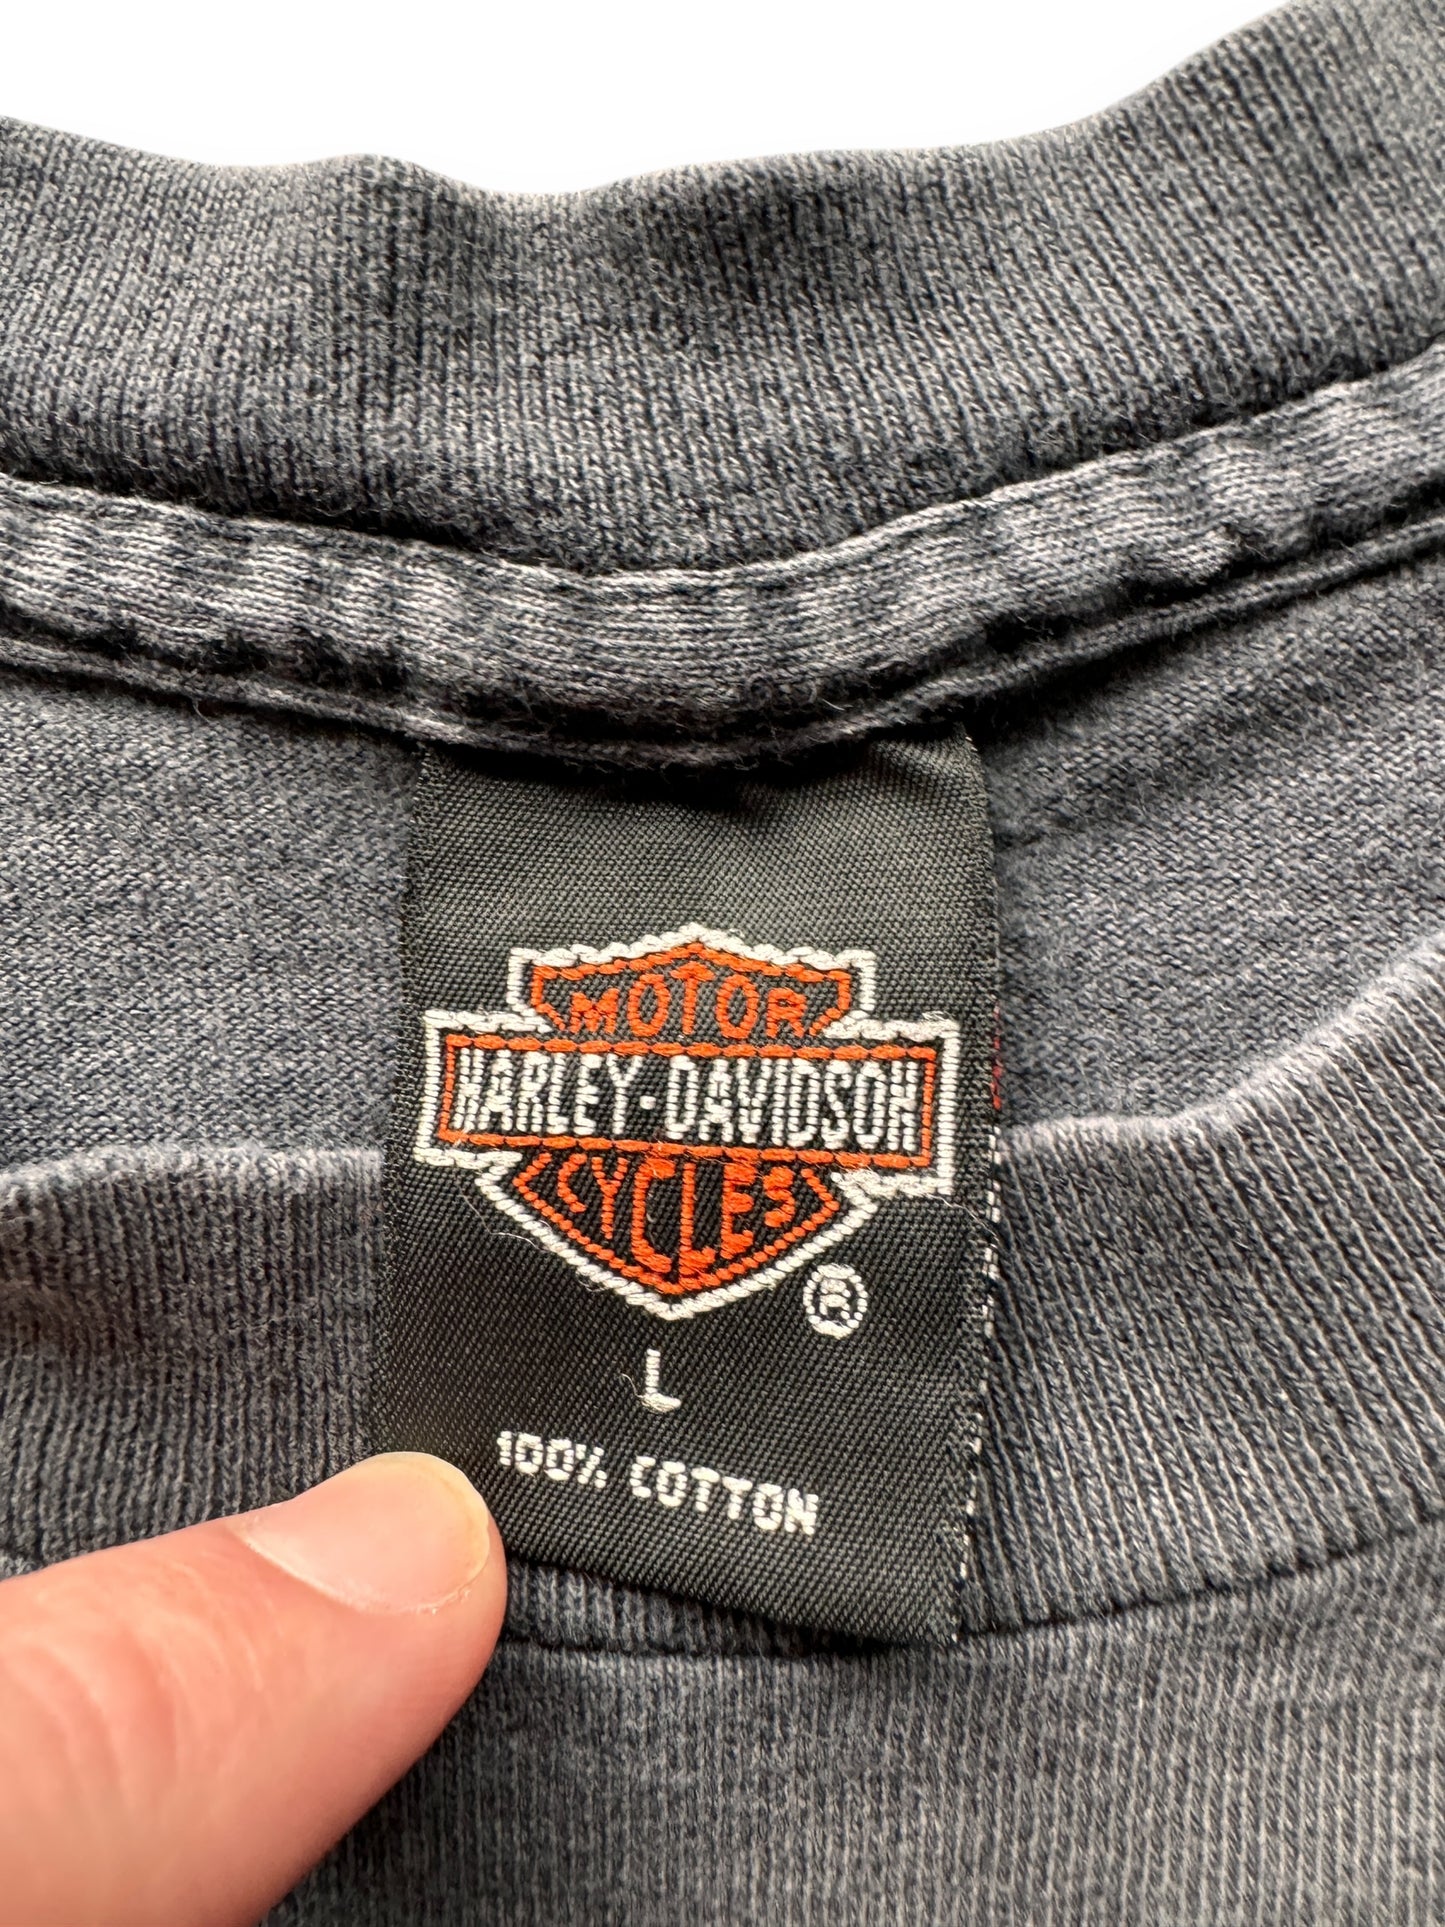 MOTOR
HARLEY-DAVIDSON
CYCLES
®
L
100% COTTON